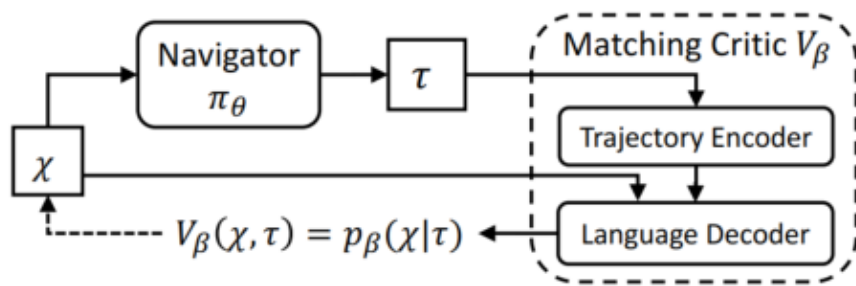 Navigator
π_θ
τ
Matching Critic V_β
Trajectory Encoder
χ
V_β(χ, τ) = p_β(χ|τ)
Language Decoder